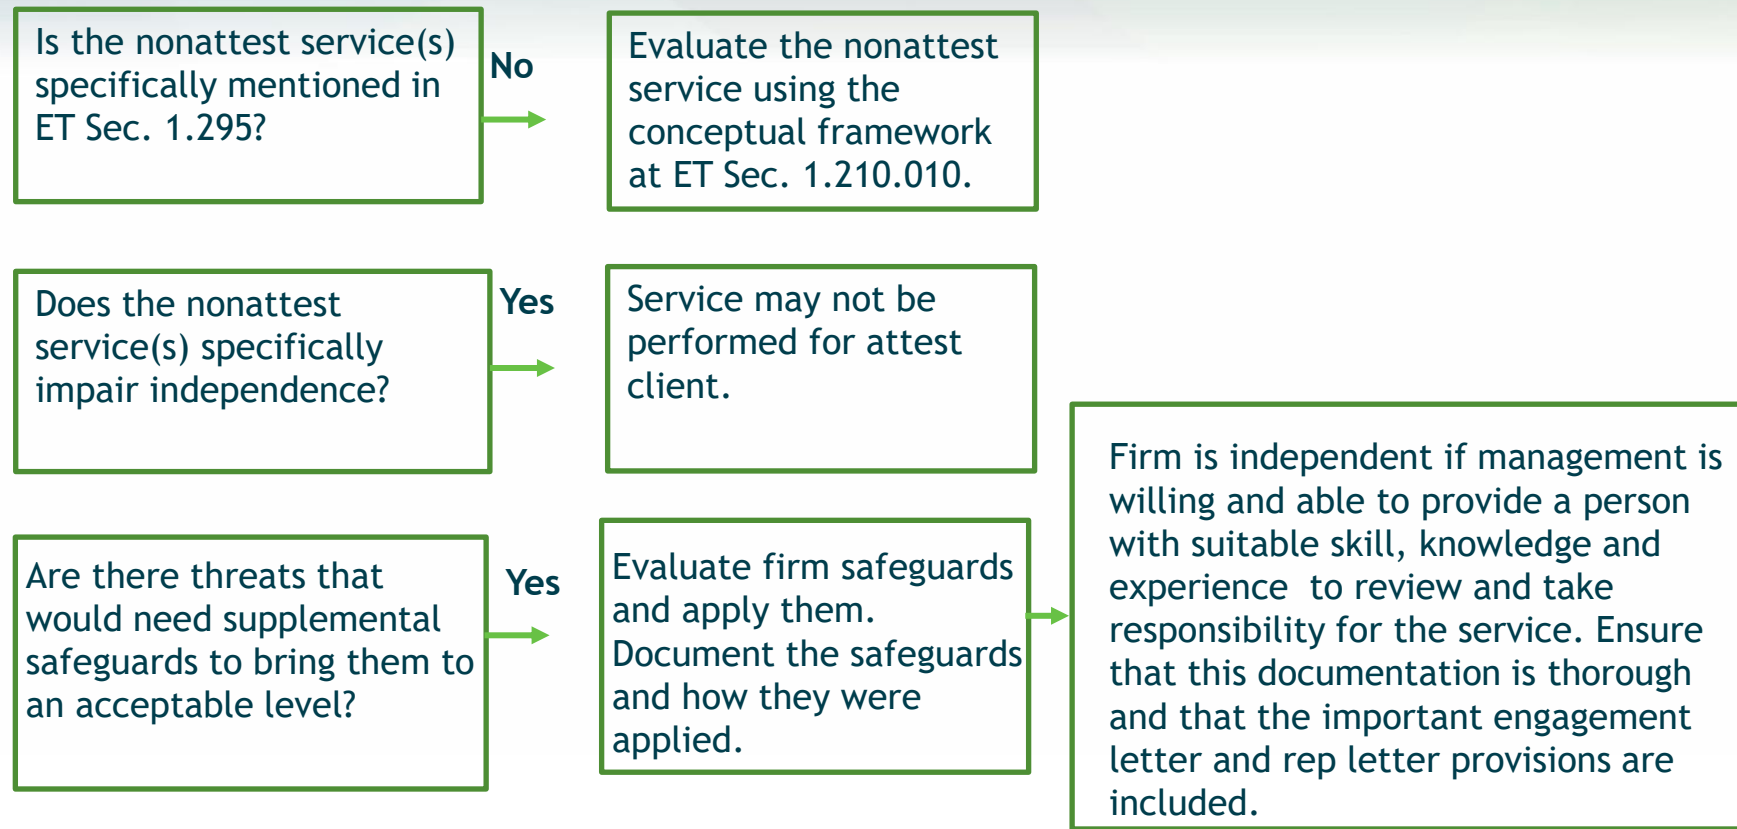 Is the nonattest service(s)
specifically mentioned in
ET Sec. 1.295?
No
Evaluate the nonattest
service using the
conceptual framework
at ET Sec. 1.210.010.
Does the nonattest
service(s) specifically
impair independence?
Yes
Service may not be
performed for attest
client.
Are there threats that
would need supplemental
safeguards to bring them to
an acceptable level?
Yes
Evaluate firm safeguards
and apply them.
Document the safeguards
and how they were
applied.
Firm is independent if management is
willing and able to provide a person
with suitable skill, knowledge and
experience to review and take
responsibility for the service. Ensure
that this documentation is thorough
and that the important engagement
letter and rep letter provisions are
included.